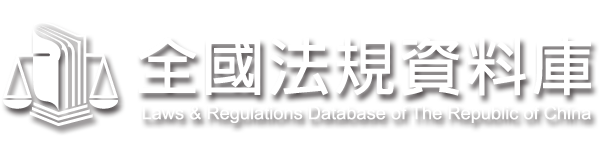 全國法規資料庫
Laws & Regulations Database of The Republic of China